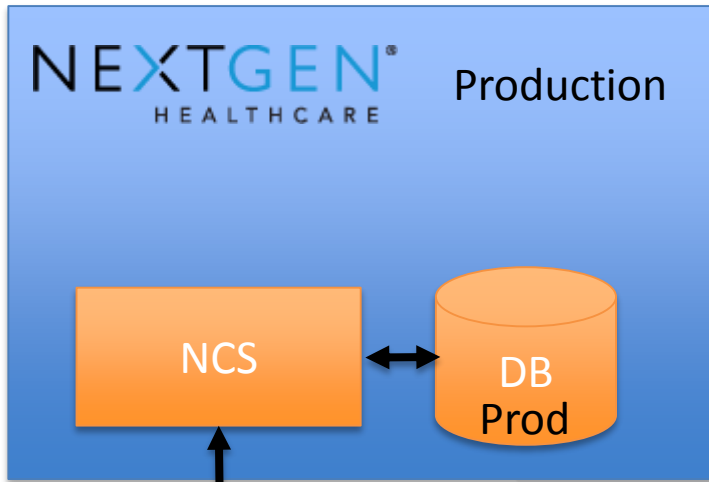 NEXTGEN®
HEALTHCARE
Production
NCS
DB
Prod